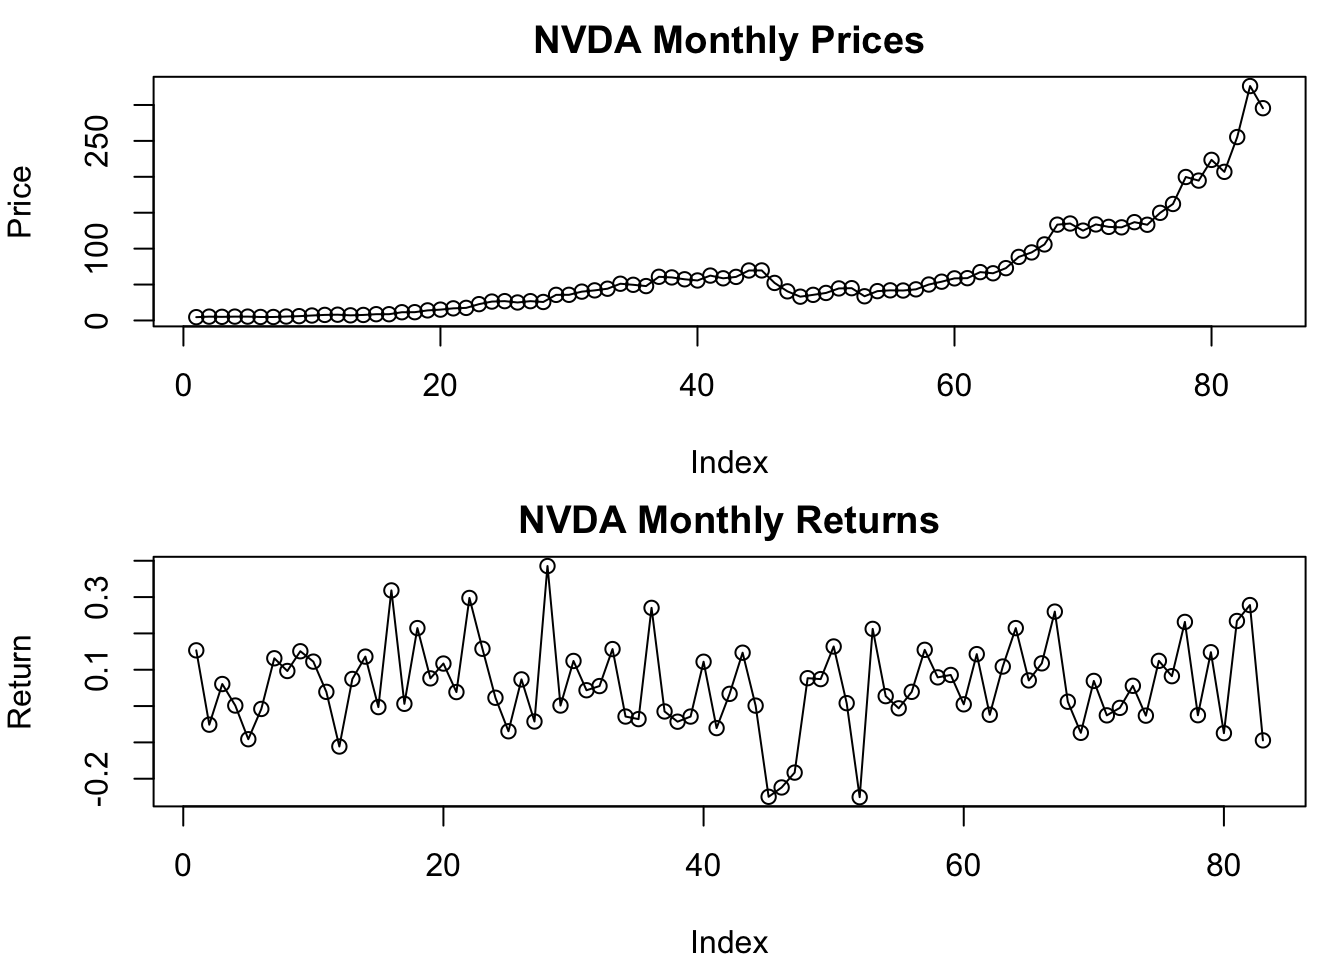 NVDA Monthly Prices
Price
250
100
0
0 20 40 60 80
Index
NVDA Monthly Returns
Return
0.3
0.1
-0.2
0 20 40 60 80
Index